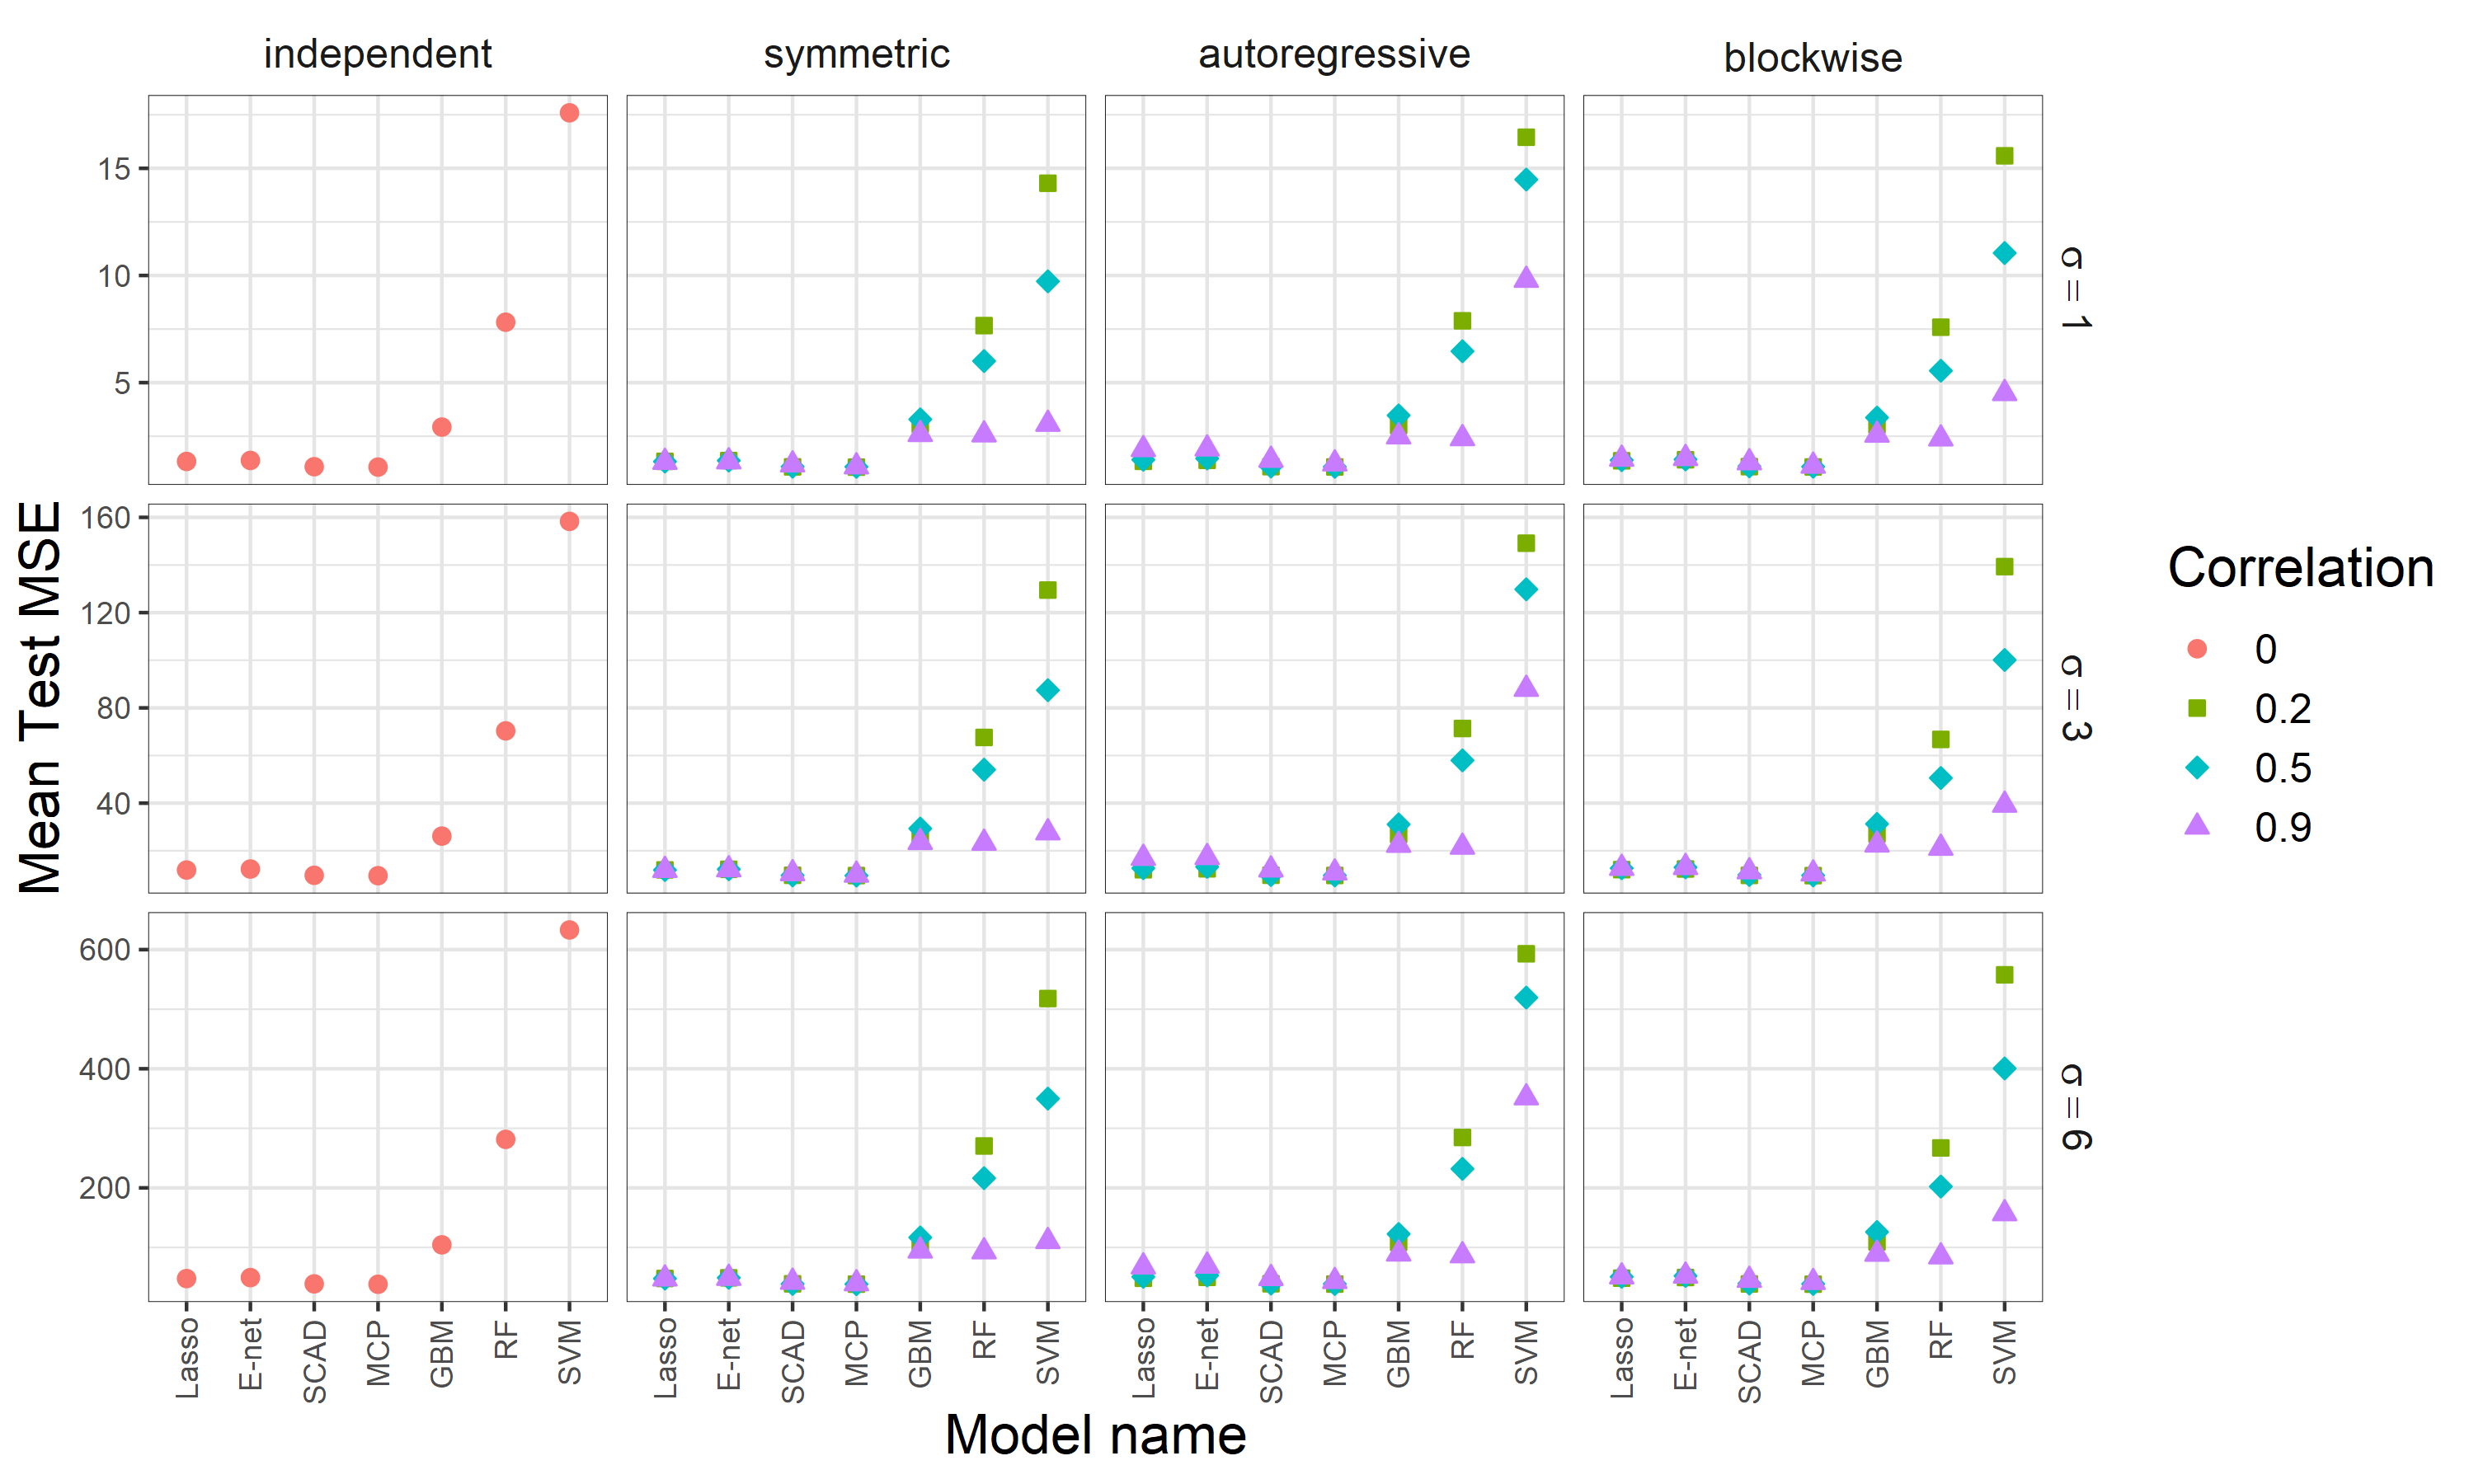 independent
symmetric
autoregressive
blockwise
15
10
5
σ = 1
160
120
80
40
σ = 3
600
400
200
σ = 6
Mean Test MSE
Lasso
E-net
SCAD
MCP
GBM
RF
SVM
Lasso
E-net
SCAD
MCP
GBM
RF
SVM
Lasso
E-net
SCAD
MCP
GBM
RF
SVM
Lasso
E-net
SCAD
MCP
GBM
RF
SVM
Model name
Correlation
0
0.2
0.5
0.9